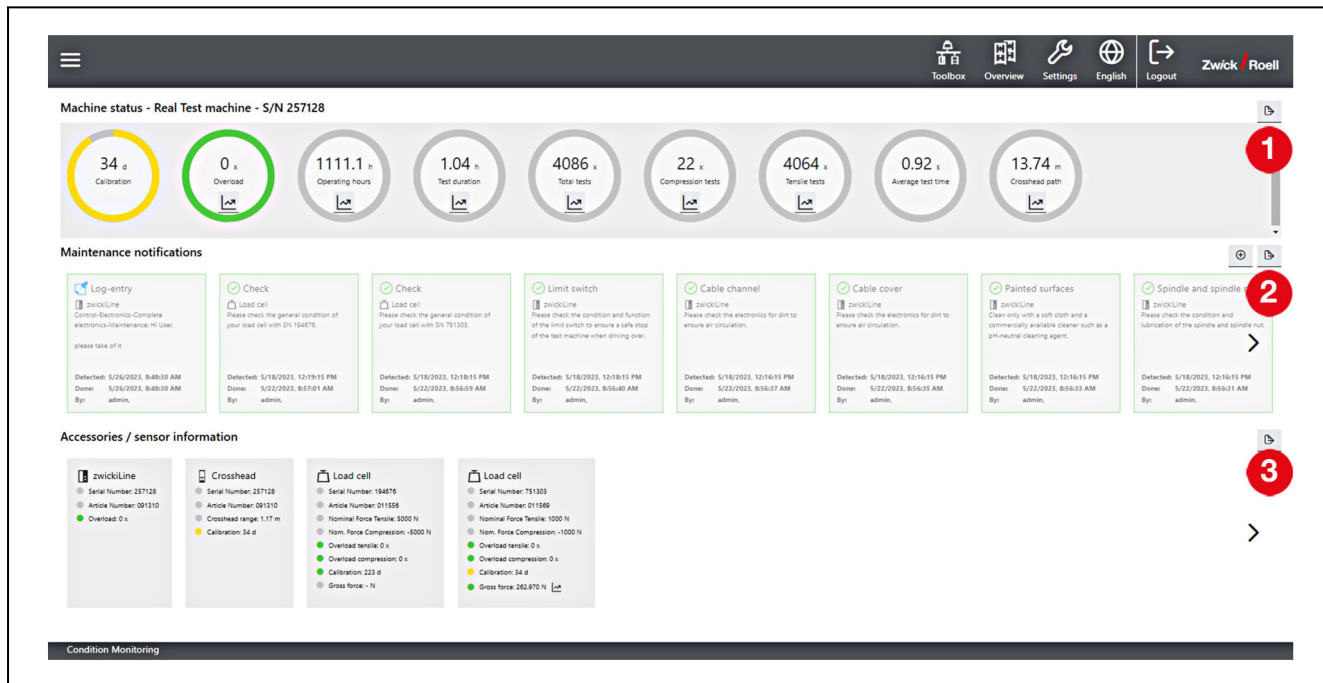 Toolbox Overview Settings English Logout Zwick / Roell
Machine status - Real Test machine - S/N 257128
34 d
Calibration
0 x
Overload
1111.1 h
Operating hours
1.04 h
Test duration
4086 x
Total tests
22 x
Compression tests
4064 x
Tensile tests
0.92 s
Average test time
13.74 m
Crosshead path
1
Maintenance notifications
2
Log-entry
zwickiLine
Control-Electronics-Complete
electronics-Maintenance: Hi User,
please take of it
Detected: 5/26/2023, 8:48:30 AM
Done: 5/26/2023, 8:48:30 AM
By: admin,
Check
Load cell
Please check the general condition of
your load cell with SN 194676.
Detected: 5/18/2023, 12:19:15 PM
Done: 5/22/2023, 8:57:01 AM
By: admin,
Check
Load cell
Please check the general condition of
your load cell with SN 751303.
Detected: 5/18/2023, 12:18:15 PM
Done: 5/22/2023, 8:56:59 AM
By: admin,
Limit switch
zwickiLine
Please check the condition and function
of the limit switch to ensure a safe stop
of the test machine when driving over.
Detected: 5/18/2023, 12:18:15 PM
Done: 5/22/2023, 8:56:40 AM
By: admin,
Cable channel
zwickiLine
Please check the electronics for dirt to
ensure air circulation.
Detected: 5/18/2023, 12:16:15 PM
Done: 5/22/2023, 8:56:37 AM
By: admin,
Cable cover
zwickiLine
Please check the electronics for dirt to
ensure air circulation.
Detected: 5/18/2023, 12:16:15 PM
Done: 5/22/2023, 8:56:35 AM
By: admin,
Painted surfaces
zwickiLine
Clean only with a soft cloth and a
commercially available cleaner such as a
pH-neutral cleaning agent.
Detected: 5/18/2023, 12:16:15 PM
Done: 5/22/2023, 8:56:33 AM
By: admin,
Spindle and spindle
zwickiLine
Please check the condition and
lubrication of the spindle and spindle nut.
Detected: 5/18/2023, 12:16:15 PM
Done: 5/22/2023, 8:56:31 AM
By: admin,
Accessories / sensor information
3
zwickiLine
Serial Number: 257128
Article Number: 091310
Overload: 0 x
Crosshead
Serial Number: 257128
Article Number: 091310
Crosshead range: 1.17 m
Calibration: 34 d
Load cell
Serial Number: 194676
Article Number: 011556
Nominal Force Tensile: 5000 N
Nom. Force Compression: -5000 N
Overload tensile: 0 x
Overload compression: 0 x
Calibration: 223 d
Gross force: - N
Load cell
Serial Number: 751303
Article Number: 011569
Nominal Force Tensile: 1000 N
Nom. Force Compression: -1000 N
Overload tensile: 0 x
Overload compression: 0 x
Calibration: 34 d
Gross force: 262.970 N
Condition Monitoring